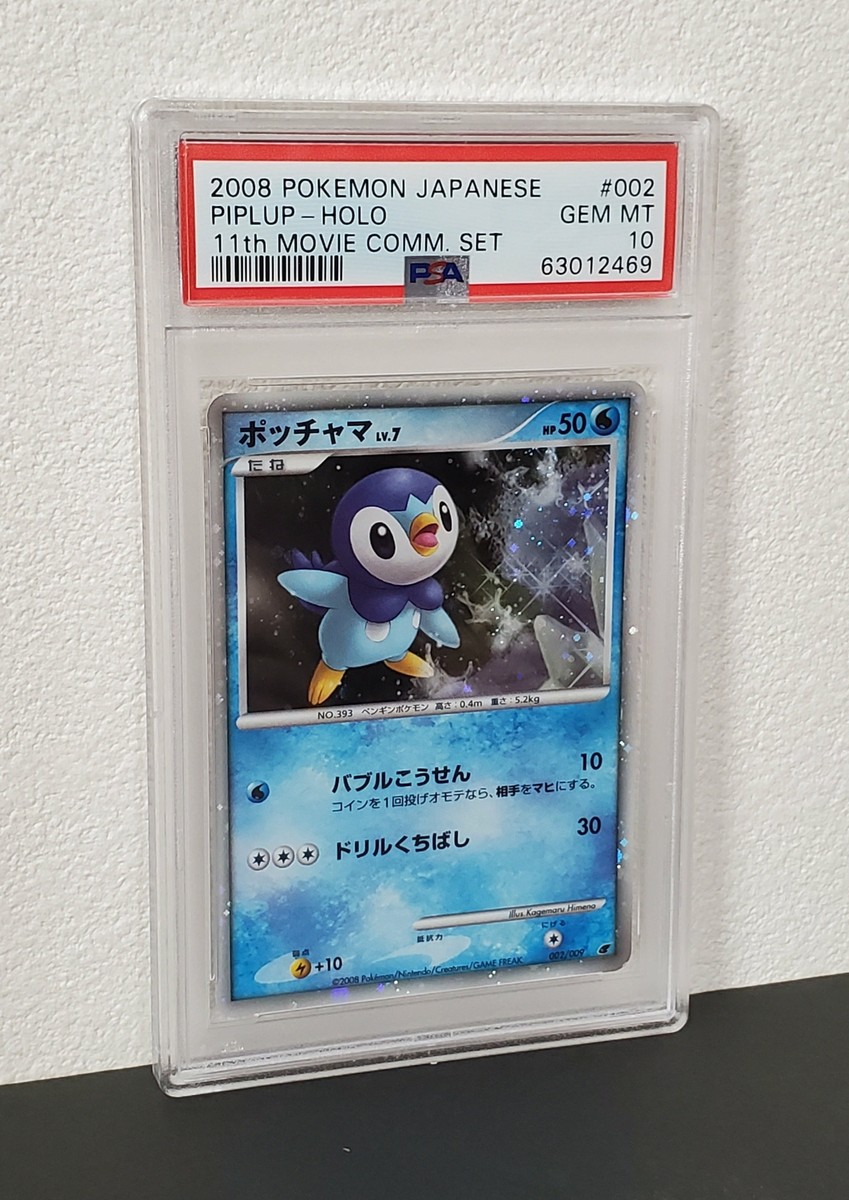 2008 POKEMON JAPANESE #002
PIPLUP - HOLO GEM MT
11th MOVIE COMM. SET 10
PSA 63012469
ポッチャマ LV.7 HP 50
たね
NO.393 ペンギンポケモン 高さ:0.4m 重さ:5.2kg
バブルこうせん 10
コインを1回投げオモテなら、相手をマヒにする。
ドリルくちばし 30
Illus. Kagemaru Himeno
弱点 抵抗力 にげる
+10
©2008 Pokémon/Nintendo/Creatures/GAME FREAK 002/009